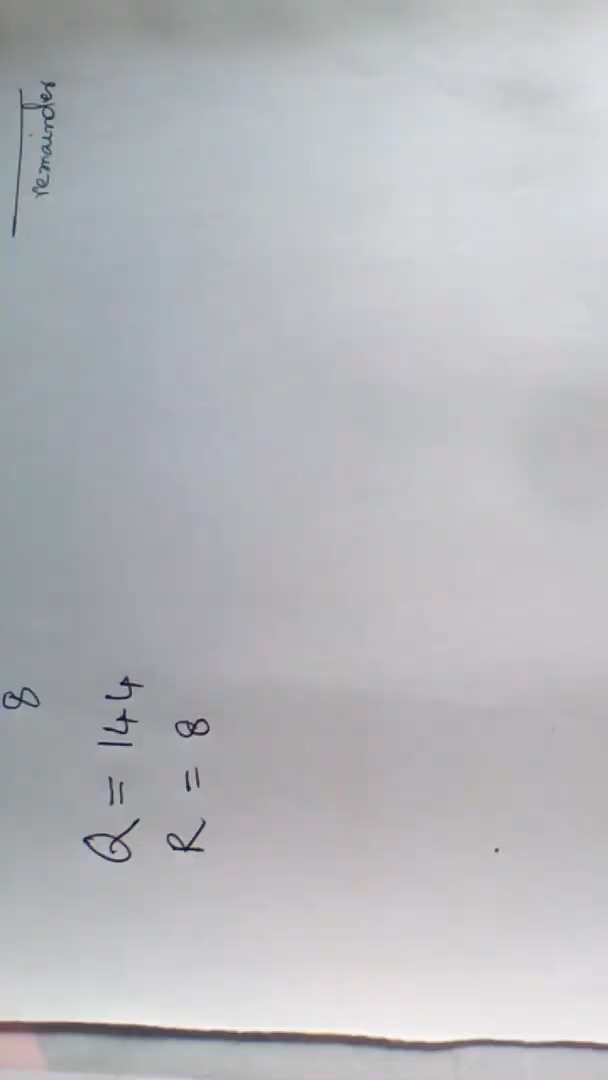 remainder
8
Q = 144
R = 8